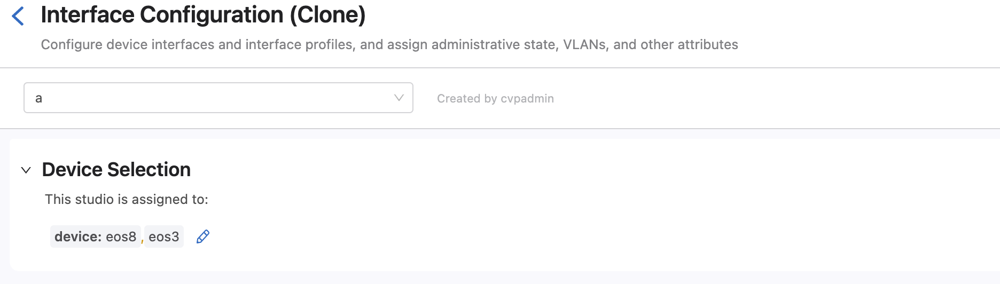 Interface Configuration (Clone)
Configure device interfaces and interface profiles, and assign administrative state, VLANs, and other attributes
a
Created by cvpadmin
Device Selection
This studio is assigned to:
device: eos8 , eos3